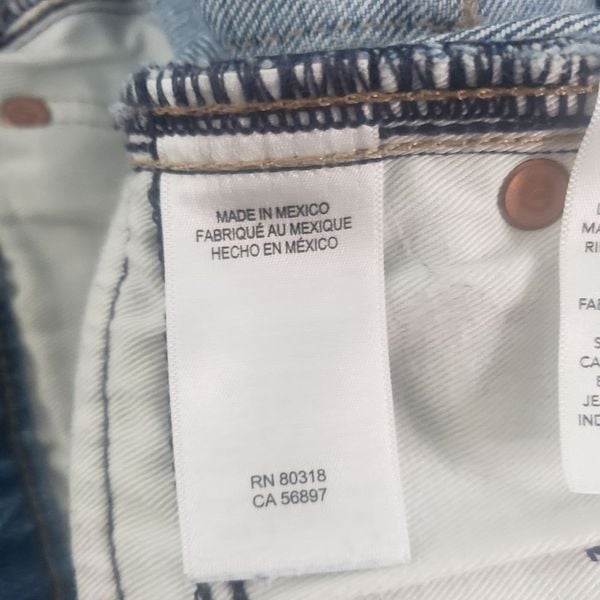 MADE IN MEXICO
FABRIQUÉ AU MEXIQUE
HECHO EN MÉXICO
RN 80318
CA 56897